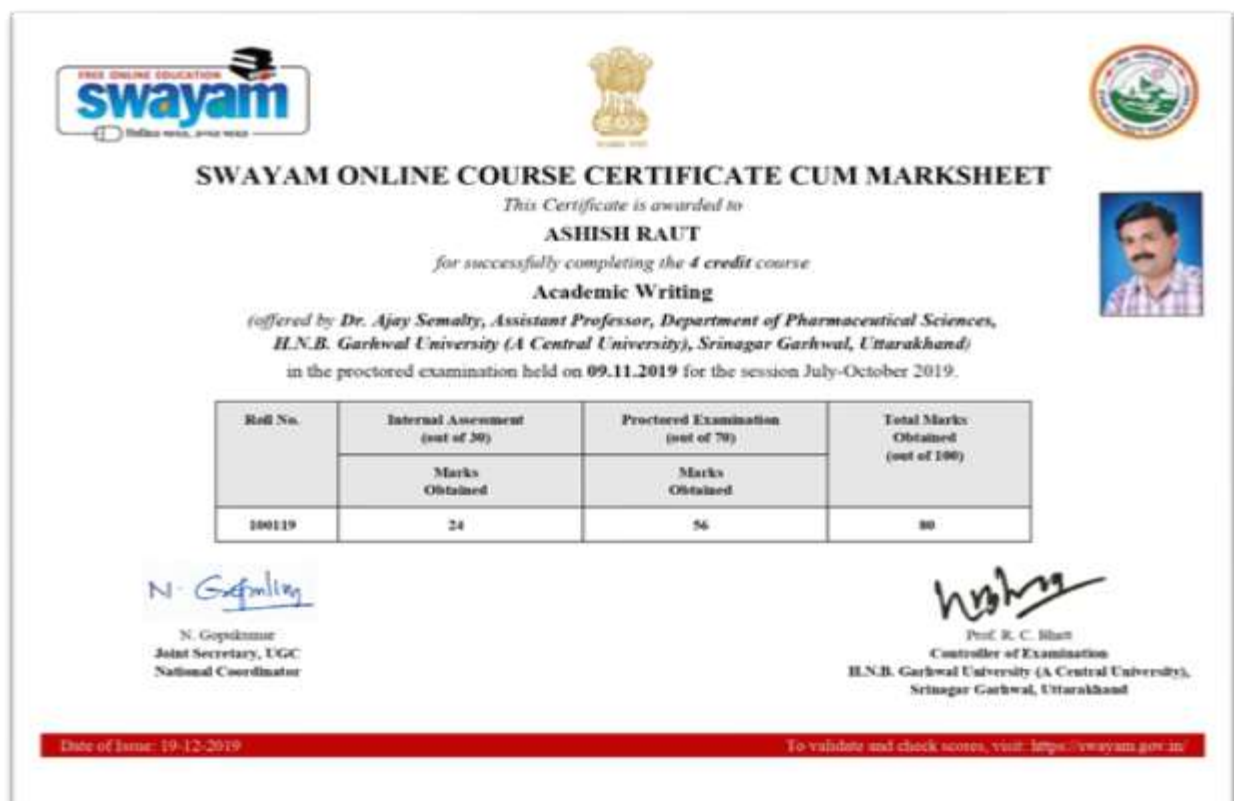 FREE ONLINE EDUCATION
swayam
SWAYAM ONLINE COURSE CERTIFICATE CUM MARKSHEET
This Certificate is awarded to
ASHISH RAUT
for successfully completing the 4 credit course
Academic Writing
(offered by Dr. Ajay Semalty, Assistant Professor, Department of Pharmaceutical Sciences,
H.N.B. Garhwal University (A Central University), Srinagar Garhwal, Uttarakhand)
in the proctored examination held on 09.11.2019 for the session July-October 2019.
Roll No. Internal Assessment Proctored Examination Total Marks
(out of 30) (out of 70) Obtained
(out of 100)
Marks Marks
Obtained Obtained
100119 24 56 80
N. Gopukumar
Joint Secretary, UGC
National Coordinator
Prof. R. C. Bhatt
Controller of Examination
H.N.B. Garhwal University (A Central University),
Srinagar Garhwal, Uttarakhand
Date of Issue: 19-12-2019 To validate and check scores, visit: https://swayam.gov.in/